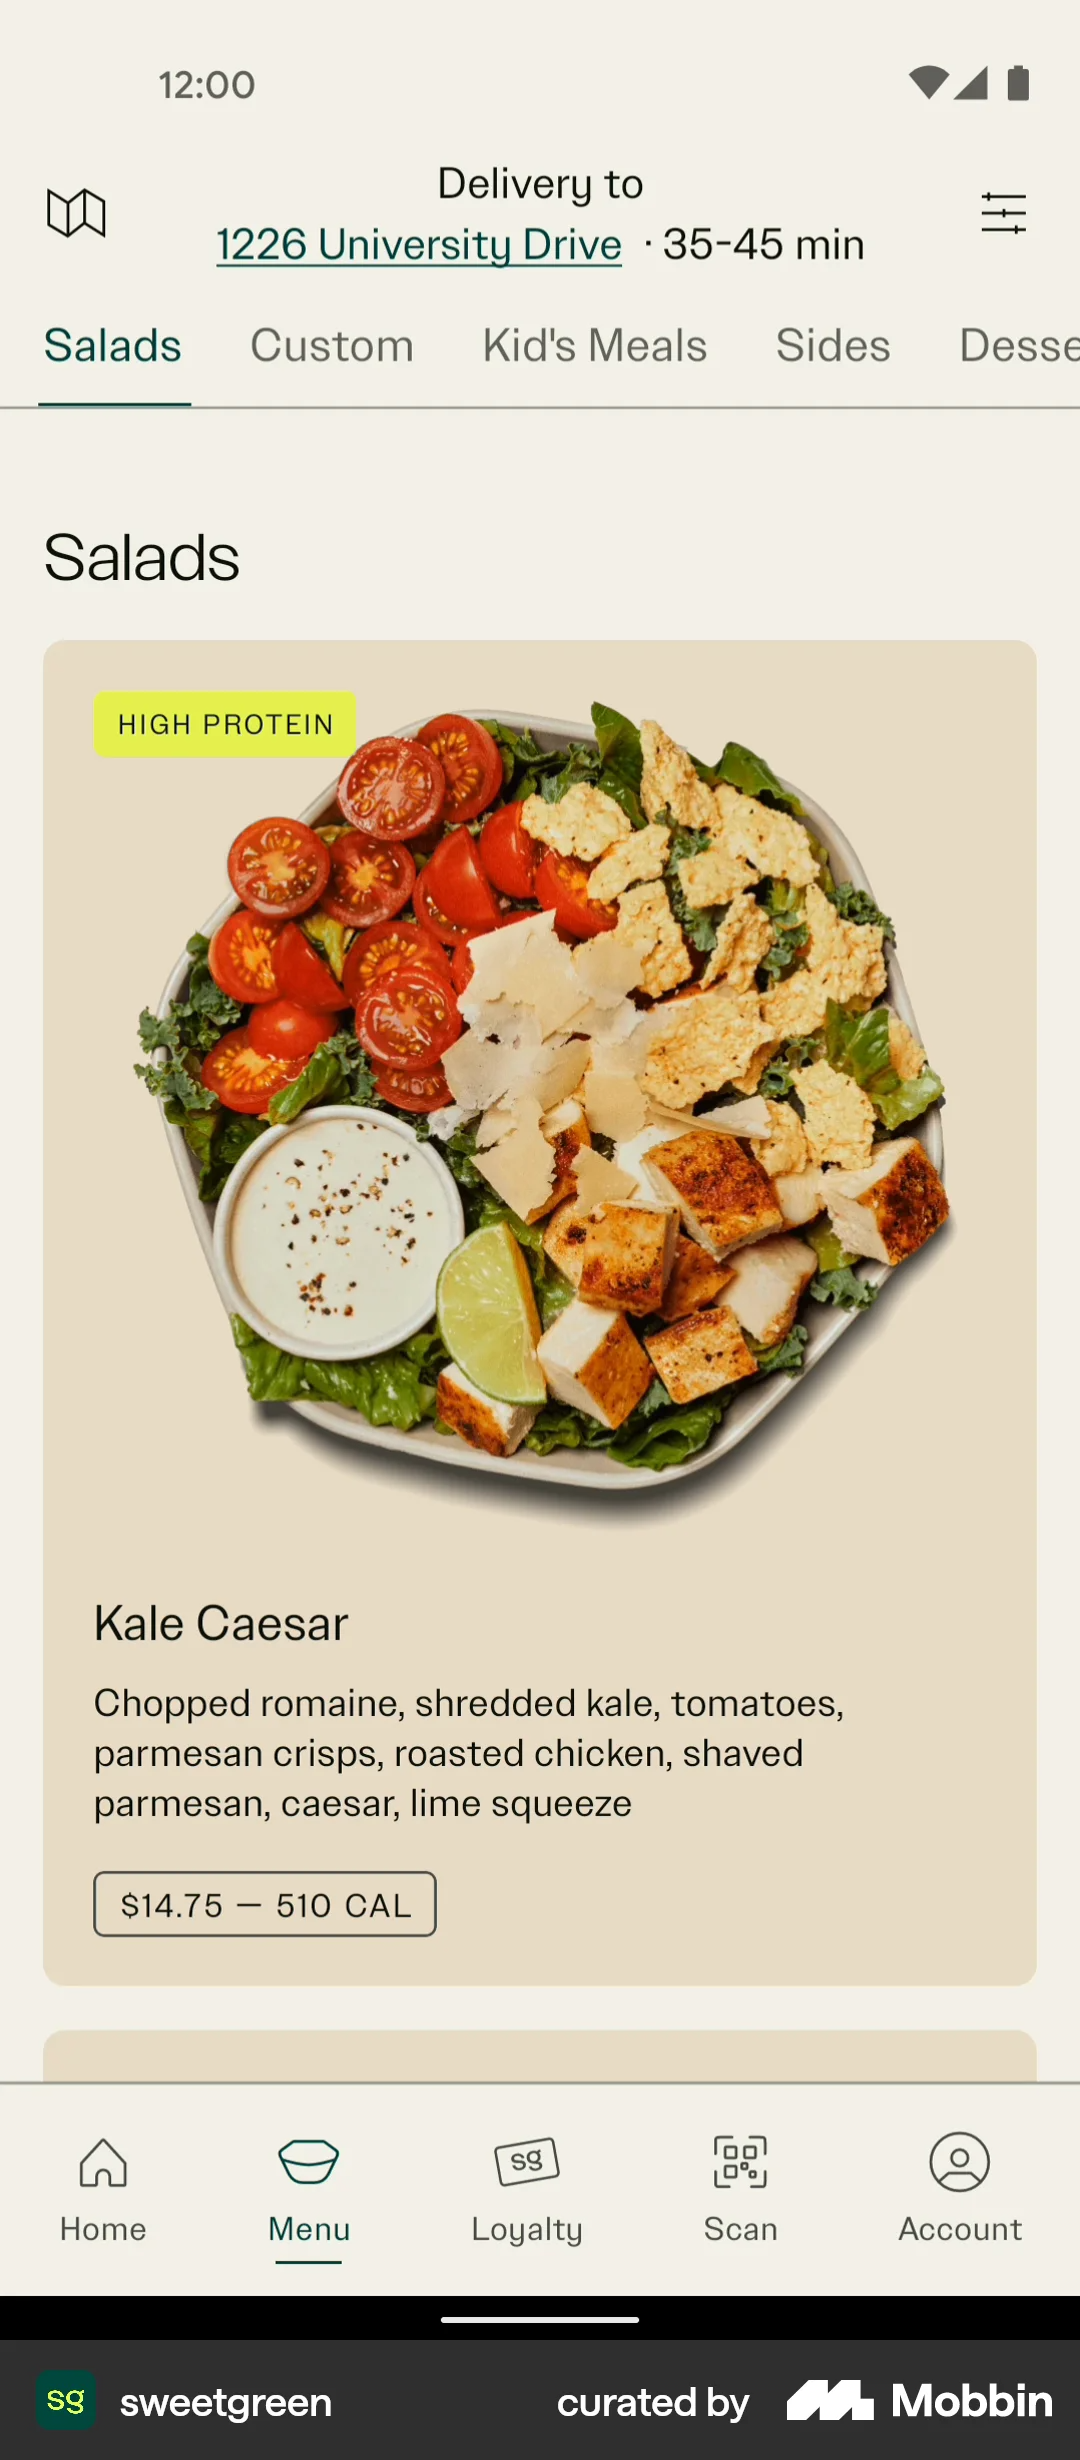 12:00
Delivery to
1226 University Drive · 35-45 min
Salads Custom Kid's Meals Sides Desse
Salads
HIGH PROTEIN
Kale Caesar
Chopped romaine, shredded kale, tomatoes,
parmesan crisps, roasted chicken, shaved
parmesan, caesar, lime squeeze
$14.75 — 510 CAL
sg
Home Menu Loyalty Scan Account
sg sweetgreen curated by Mobbin